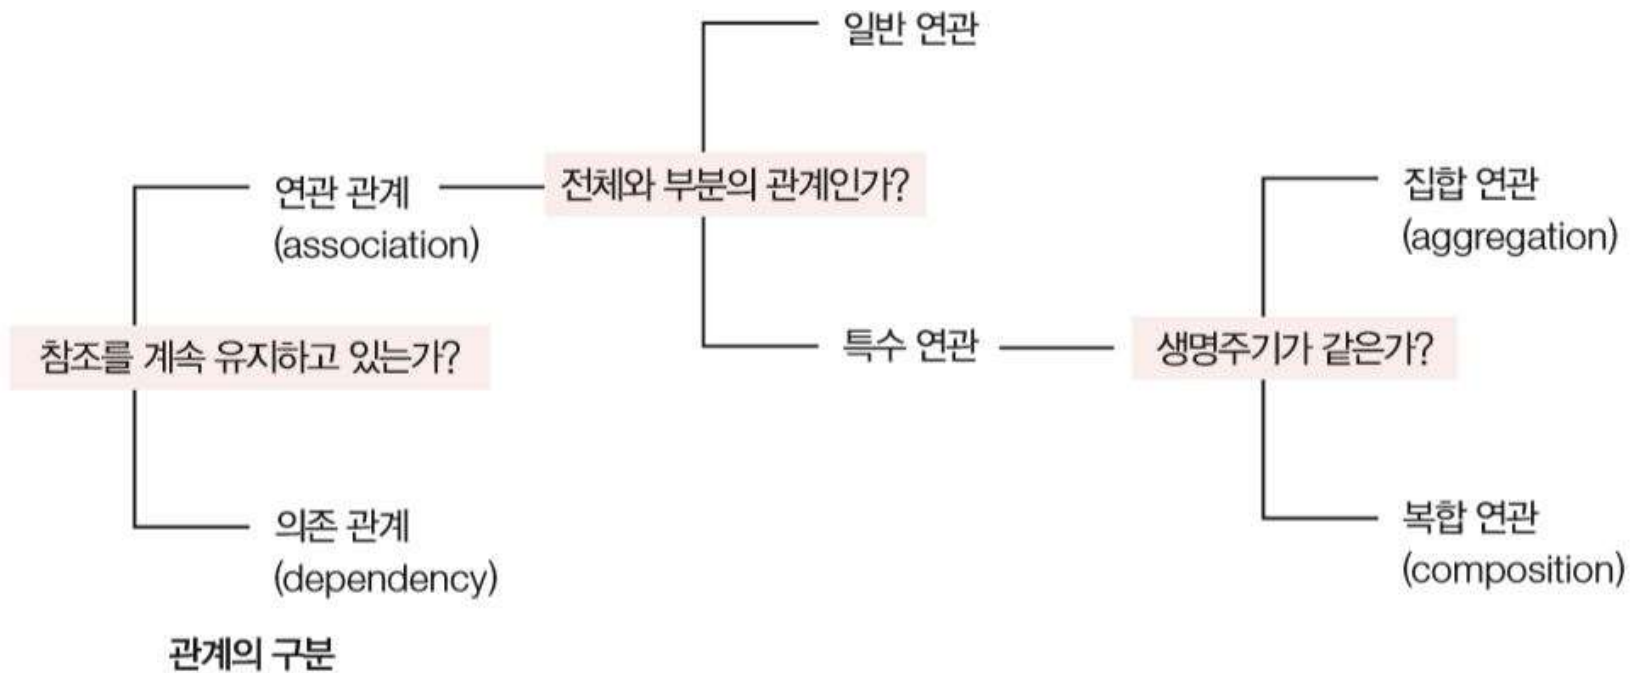 일반 연관
연관 관계
(association)
전체와 부분의 관계인가?
집합 연관
(aggregation)
참조를 계속 유지하고 있는가?
특수 연관
생명주기가 같은가?
의존 관계
(dependency)
복합 연관
(composition)
관계의 구분